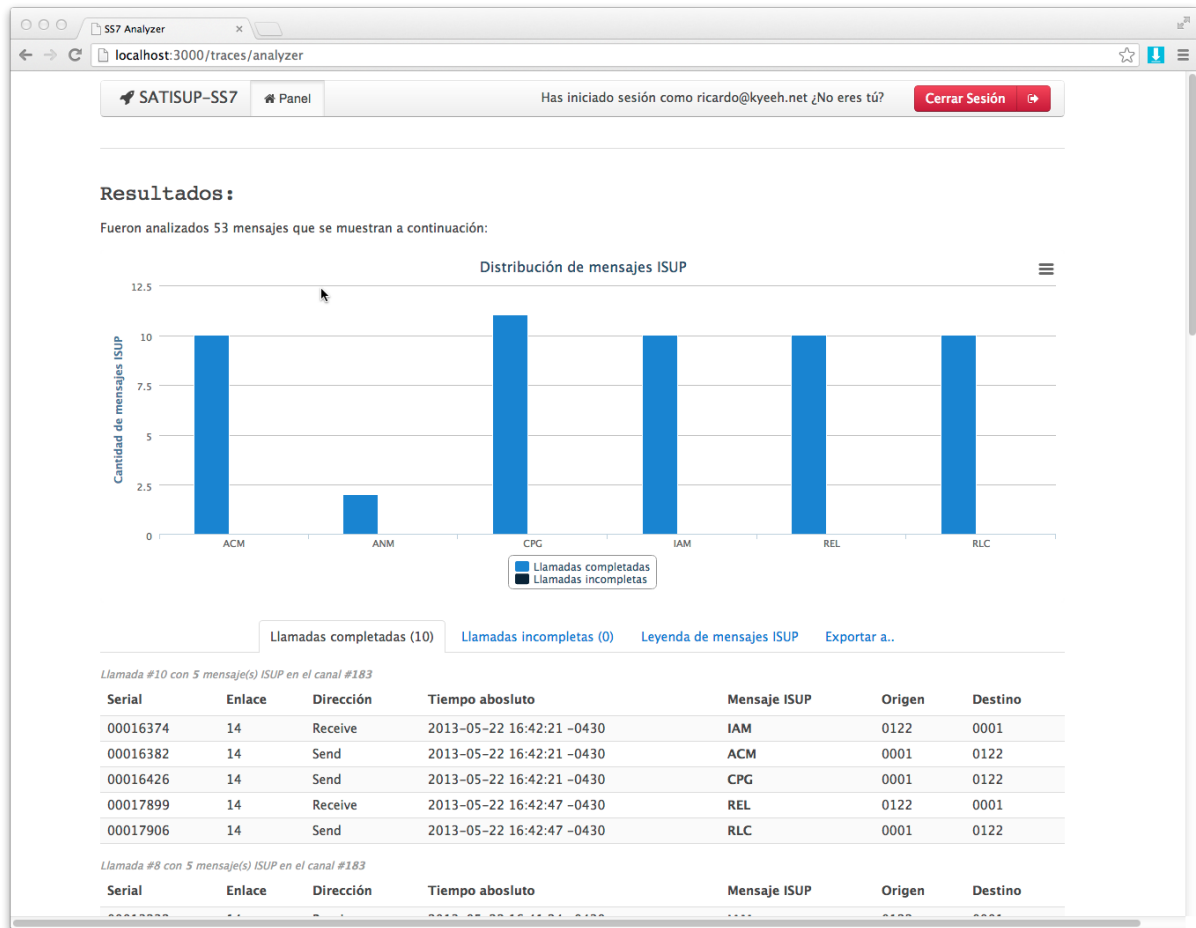 SS7 Analyzer
localhost:3000/traces/analyzer
SATISUP-SS7 Panel Has iniciado sesión como ricardo@kyeeh.net ¿No eres tú? Cerrar Sesión
Resultados:
Fueron analizados 53 mensajes que se muestran a continuación:
Distribución de mensajes ISUP
Cantidad de mensajes ISUP
12.5
10
7.5
5
2.5
0
ACM ANM CPG IAM REL RLC
Llamadas completadas
Llamadas incompletas
Llamadas completadas (10) Llamadas incompletas (0) Leyenda de mensajes ISUP Exportar a..
Llamada #10 con 5 mensaje(s) ISUP en el canal #183
Serial Enlace Dirección Tiempo abosluto Mensaje ISUP Origen Destino
00016374 14 Receive 2013-05-22 16:42:21 -0430 IAM 0122 0001
00016382 14 Send 2013-05-22 16:42:21 -0430 ACM 0001 0122
00016426 14 Send 2013-05-22 16:42:21 -0430 CPG 0001 0122
00017899 14 Receive 2013-05-22 16:42:47 -0430 REL 0122 0001
00017906 14 Send 2013-05-22 16:42:47 -0430 RLC 0001 0122
Llamada #8 con 5 mensaje(s) ISUP en el canal #183
Serial Enlace Dirección Tiempo abosluto Mensaje ISUP Origen Destino